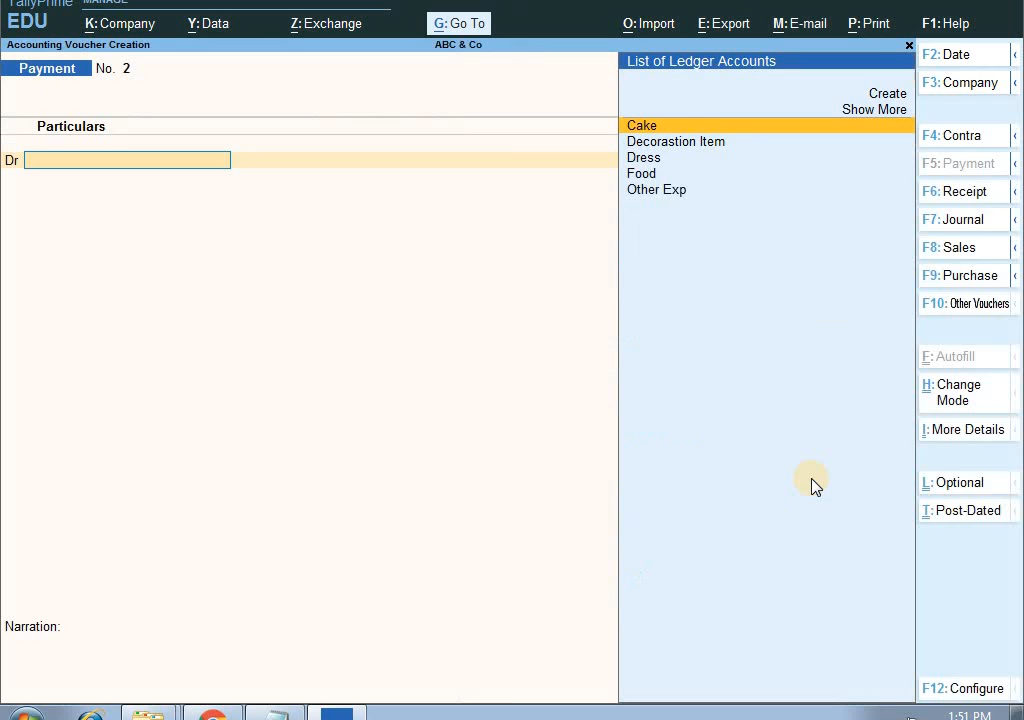 TallyPrime
MANAGE
EDU
K: Company
Y: Data
Z: Exchange
G: Go To
O: Import
E: Export
M: E-mail
P: Print
F1: Help
Accounting Voucher Creation
ABC & Co
Payment No. 2
Particulars
Dr
Narration:
List of Ledger Accounts
Create
Show More
Cake
Decorastion Item
Dress
Food
Other Exp
F2: Date
F3: Company
F4: Contra
F5: Payment
F6: Receipt
F7: Journal
F8: Sales
F9: Purchase
F10: Other Vouchers
F: Autofill
H: Change
Mode
I: More Details
L: Optional
T: Post-Dated
F12: Configure
1:51 PM